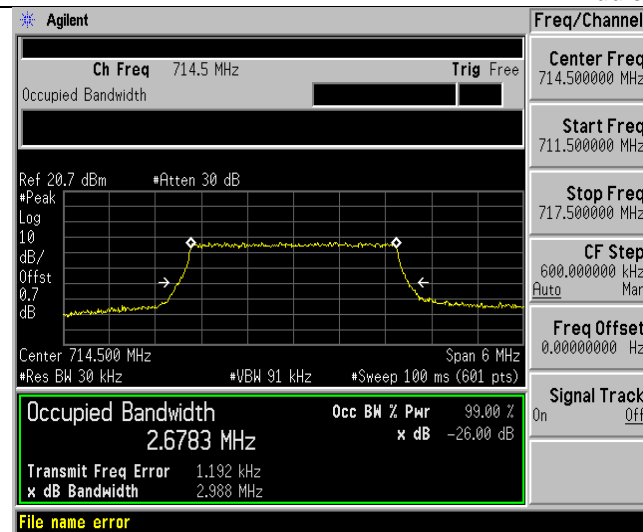 Agilent
Freq/Channel
Ch Freq 714.5 MHz Trig Free
Occupied Bandwidth
Center Freq
714.500000 MHz
Start Freq
711.500000 MHz
Stop Freq
717.500000 MHz
CF Step
600.000000 kHz
Auto Man
Freq Offset
0.00000000 Hz
Signal Track
On Off
Ref 20.7 dBm #Atten 30 dB
#Peak
Log
10
dB/
Offst
0.7
dB
Center 714.500 MHz Span 6 MHz
#Res BW 30 kHz #VBW 91 kHz #Sweep 100 ms (601 pts)
Occupied Bandwidth Occ BW % Pwr 99.00 %
2.6783 MHz x dB -26.00 dB
Transmit Freq Error 1.192 kHz
x dB Bandwidth 2.988 MHz
File name error